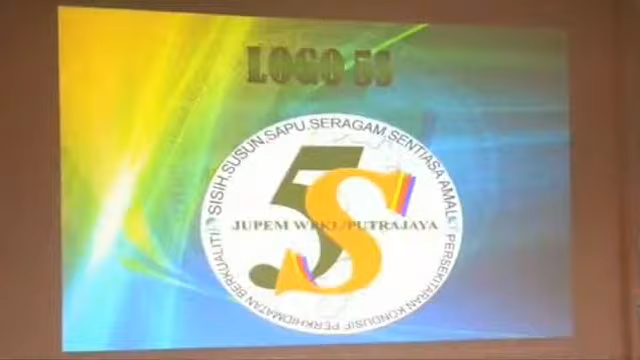 LOGO 5S
SISIH,SUSUN,SAPU,SERAGAM,SENTIASA AMAL
5S
JUPEM WPKL/PUTRAJAYA
PERSEKITARAN KONDUSIF PERKHIDMATAN BERKUALITI